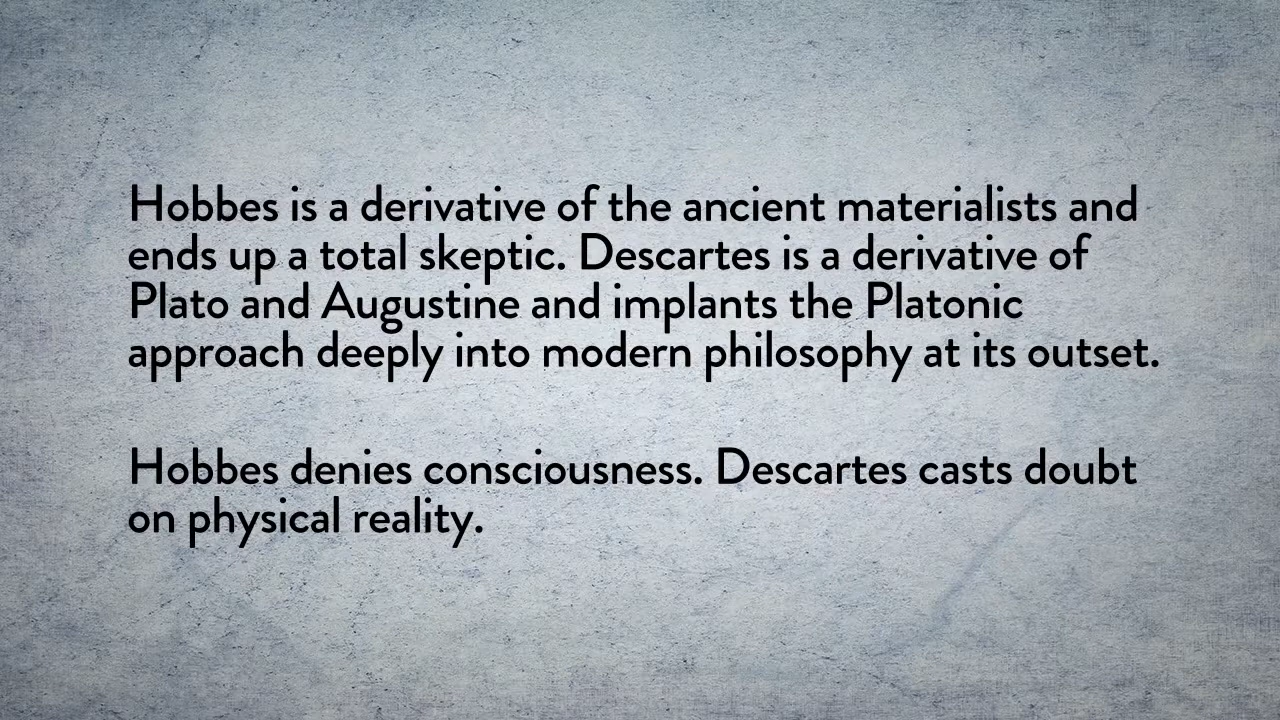 Hobbes is a derivative of the ancient materialists and
ends up a total skeptic. Descartes is a derivative of
Plato and Augustine and implants the Platonic
approach deeply into modern philosophy at its outset.
Hobbes denies consciousness. Descartes casts doubt
on physical reality.